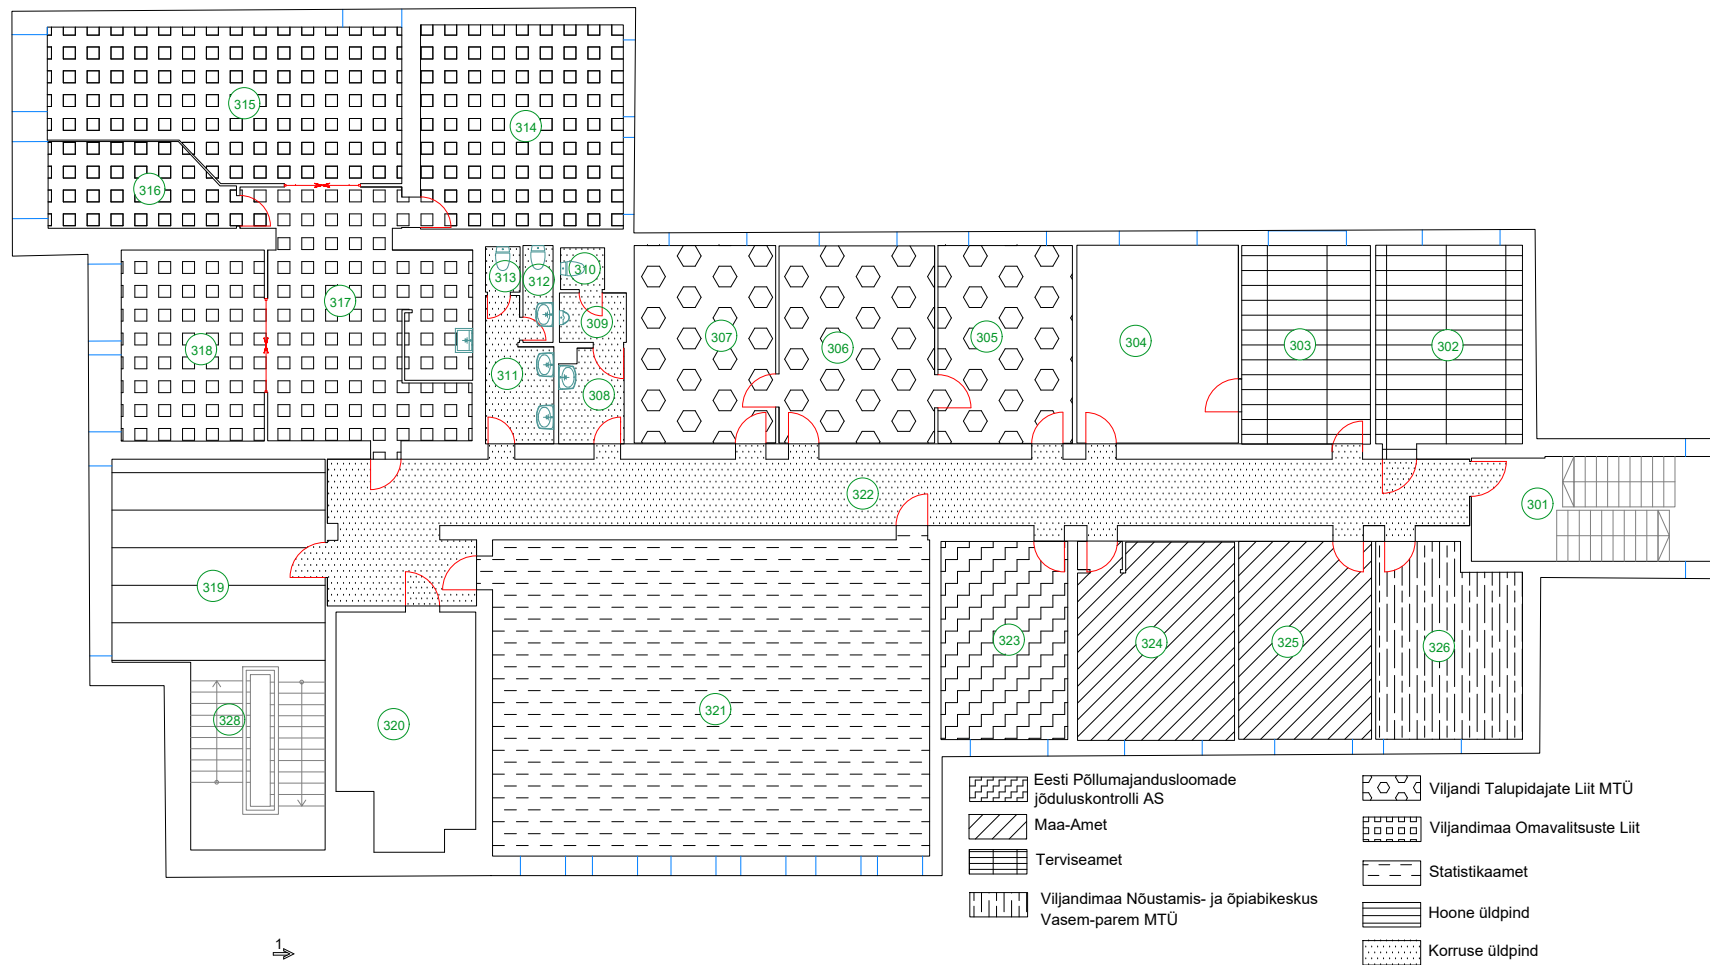 315
314
316
313
312
310
317
309
307
306
305
304
303
302
318
311
308
322
301
319
323
324
325
326
328
320
321
Eesti Põllumajandusloomade
jõduluskontrolli AS
Maa-Amet
Terviseamet
Viljandimaa Nõustamis- ja õpiabikeskus
Vasem-parem MTÜ
Viljandi Talupidajate Liit MTÜ
Viljandimaa Omavalitsuste Liit
Statistikaamet
Hoone üldpind
Korruse üldpind
1